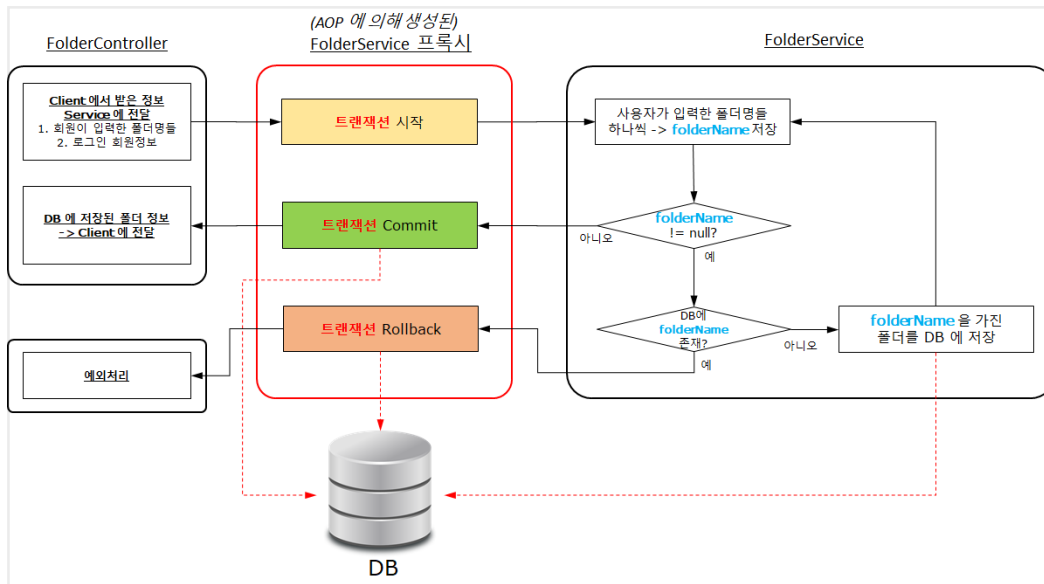 (AOP 에 의해 생성된)
FolderController
FolderService 프록시
FolderService
Client 에서 받은 정보
Service 에 전달
1. 회원이 입력한 폴더명들
2. 로그인 회원정보
트랜잭션 시작
사용자가 입력한 폴더명들
하나씩 -> folderName 저장
DB 에 저장된 폴더 정보
-> Client 에 전달
트랜잭션 Commit
folderName
!= null?
아니오
예
트랜잭션 Rollback
DB에
folderName
존재?
아니오
예
folderName 을 가진
폴더를 DB 에 저장
예외처리
DB